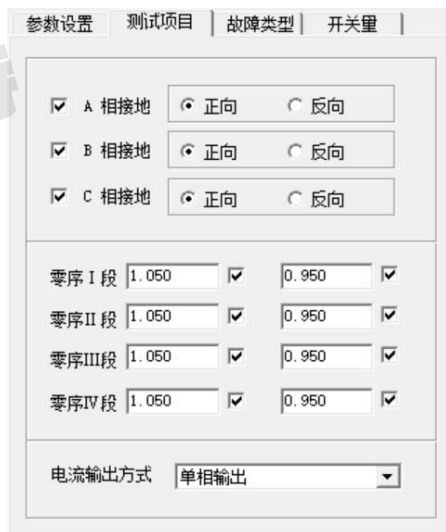 参数设置 测试项目 故障类型 开关量
A 相接地 正向 反向
B 相接地 正向 反向
C 相接地 正向 反向
零序 I 段 1.050 0.950
零序II 段 1.050 0.950
零序III段 1.050 0.950
零序IV段 1.050 0.950
电流输出方式 单相输出